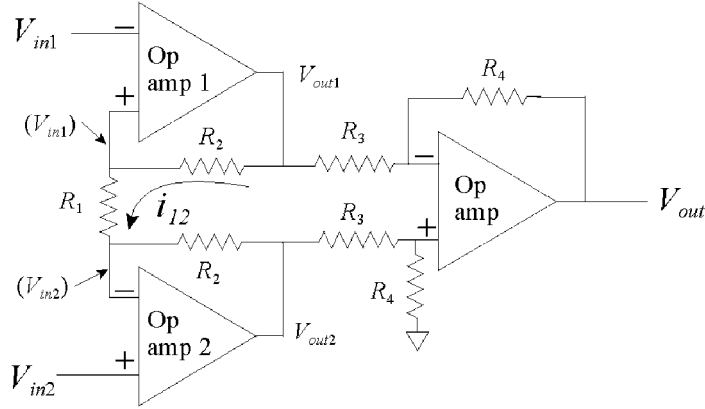 V_in1
−
Op
amp 1
+
V_out1
(V_in1)
R_2
R_3
R_4
−
Op
amp
+
V_out
R_1
i_12
R_3
R_2
R_4
(V_in2)
−
Op
amp 2
+
V_out2
V_in2